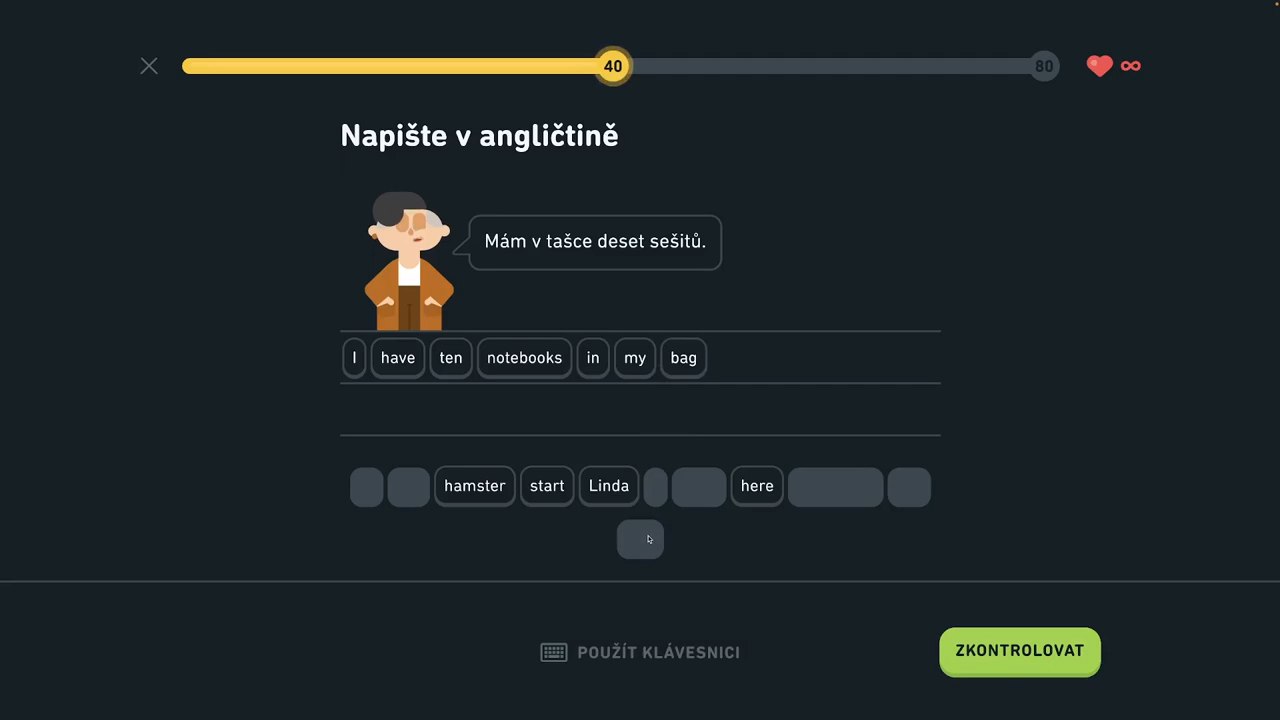 40 80 ∞
Napište v angličtině
Mám v tašce deset sešitů.
I have ten notebooks in my bag
hamster start Linda here
POUŽÍT KLÁVESNICI ZKONTROLOVAT